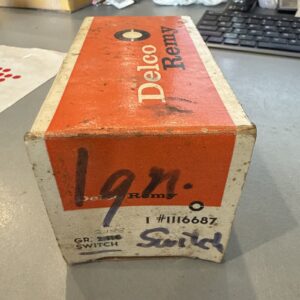 Delco
Remy
Ign.
Delco Remy
1 #1116687
GR.
SWITCH Switch